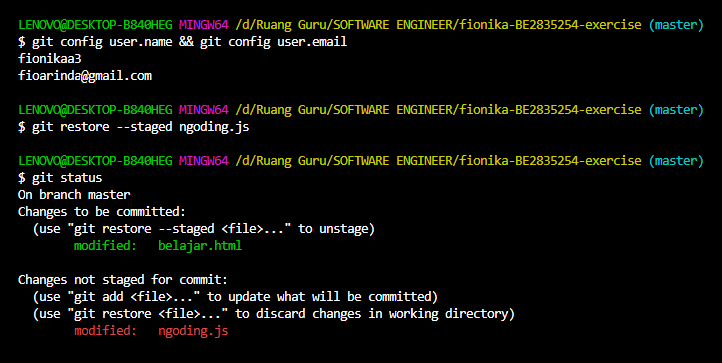 LENOVO@DESKTOP-B840HEG MINGW64 /d/Ruang Guru/SOFTWARE ENGINEER/fionika-BE2835254-exercise (master)
$ git config user.name && git config user.email
fionikaa3
fioarinda@gmail.com
LENOVO@DESKTOP-B840HEG MINGW64 /d/Ruang Guru/SOFTWARE ENGINEER/fionika-BE2835254-exercise (master)
$ git restore --staged ngoding.js
LENOVO@DESKTOP-B840HEG MINGW64 /d/Ruang Guru/SOFTWARE ENGINEER/fionika-BE2835254-exercise (master)
$ git status
On branch master
Changes to be committed:
  (use "git restore --staged <file>..." to unstage)
        modified:   belajar.html
Changes not staged for commit:
  (use "git add <file>..." to update what will be committed)
  (use "git restore <file>..." to discard changes in working directory)
        modified:   ngoding.js